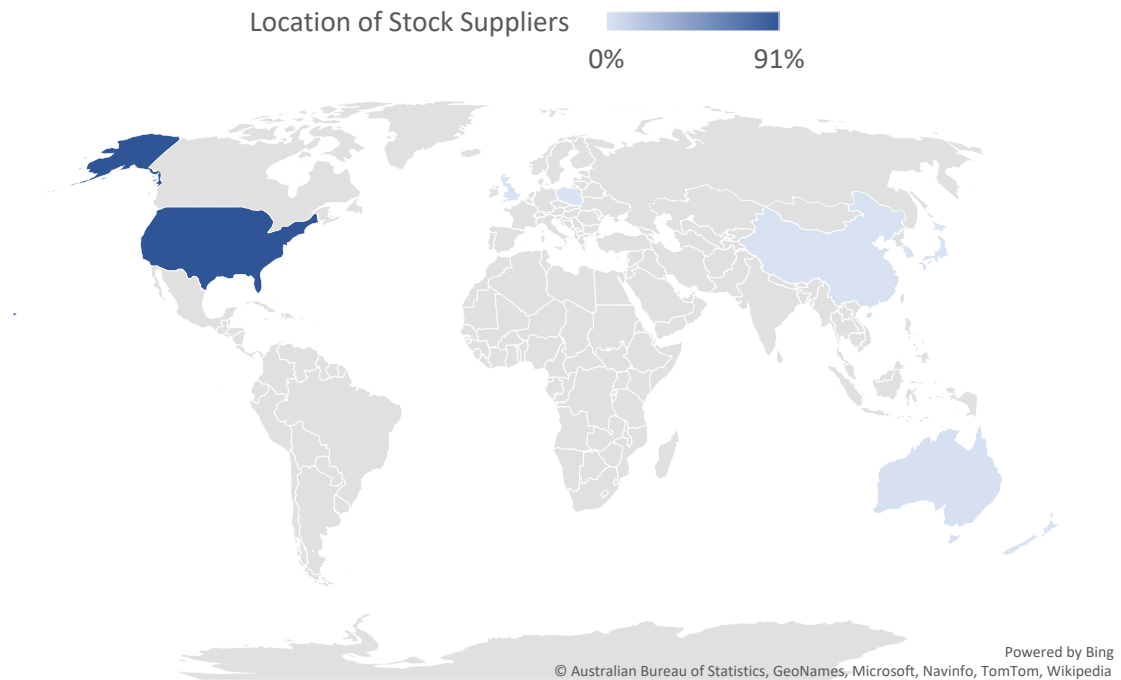 Location of Stock Suppliers
0% 91%
Powered by Bing
© Australian Bureau of Statistics, GeoNames, Microsoft, Navinfo, TomTom, Wikipedia